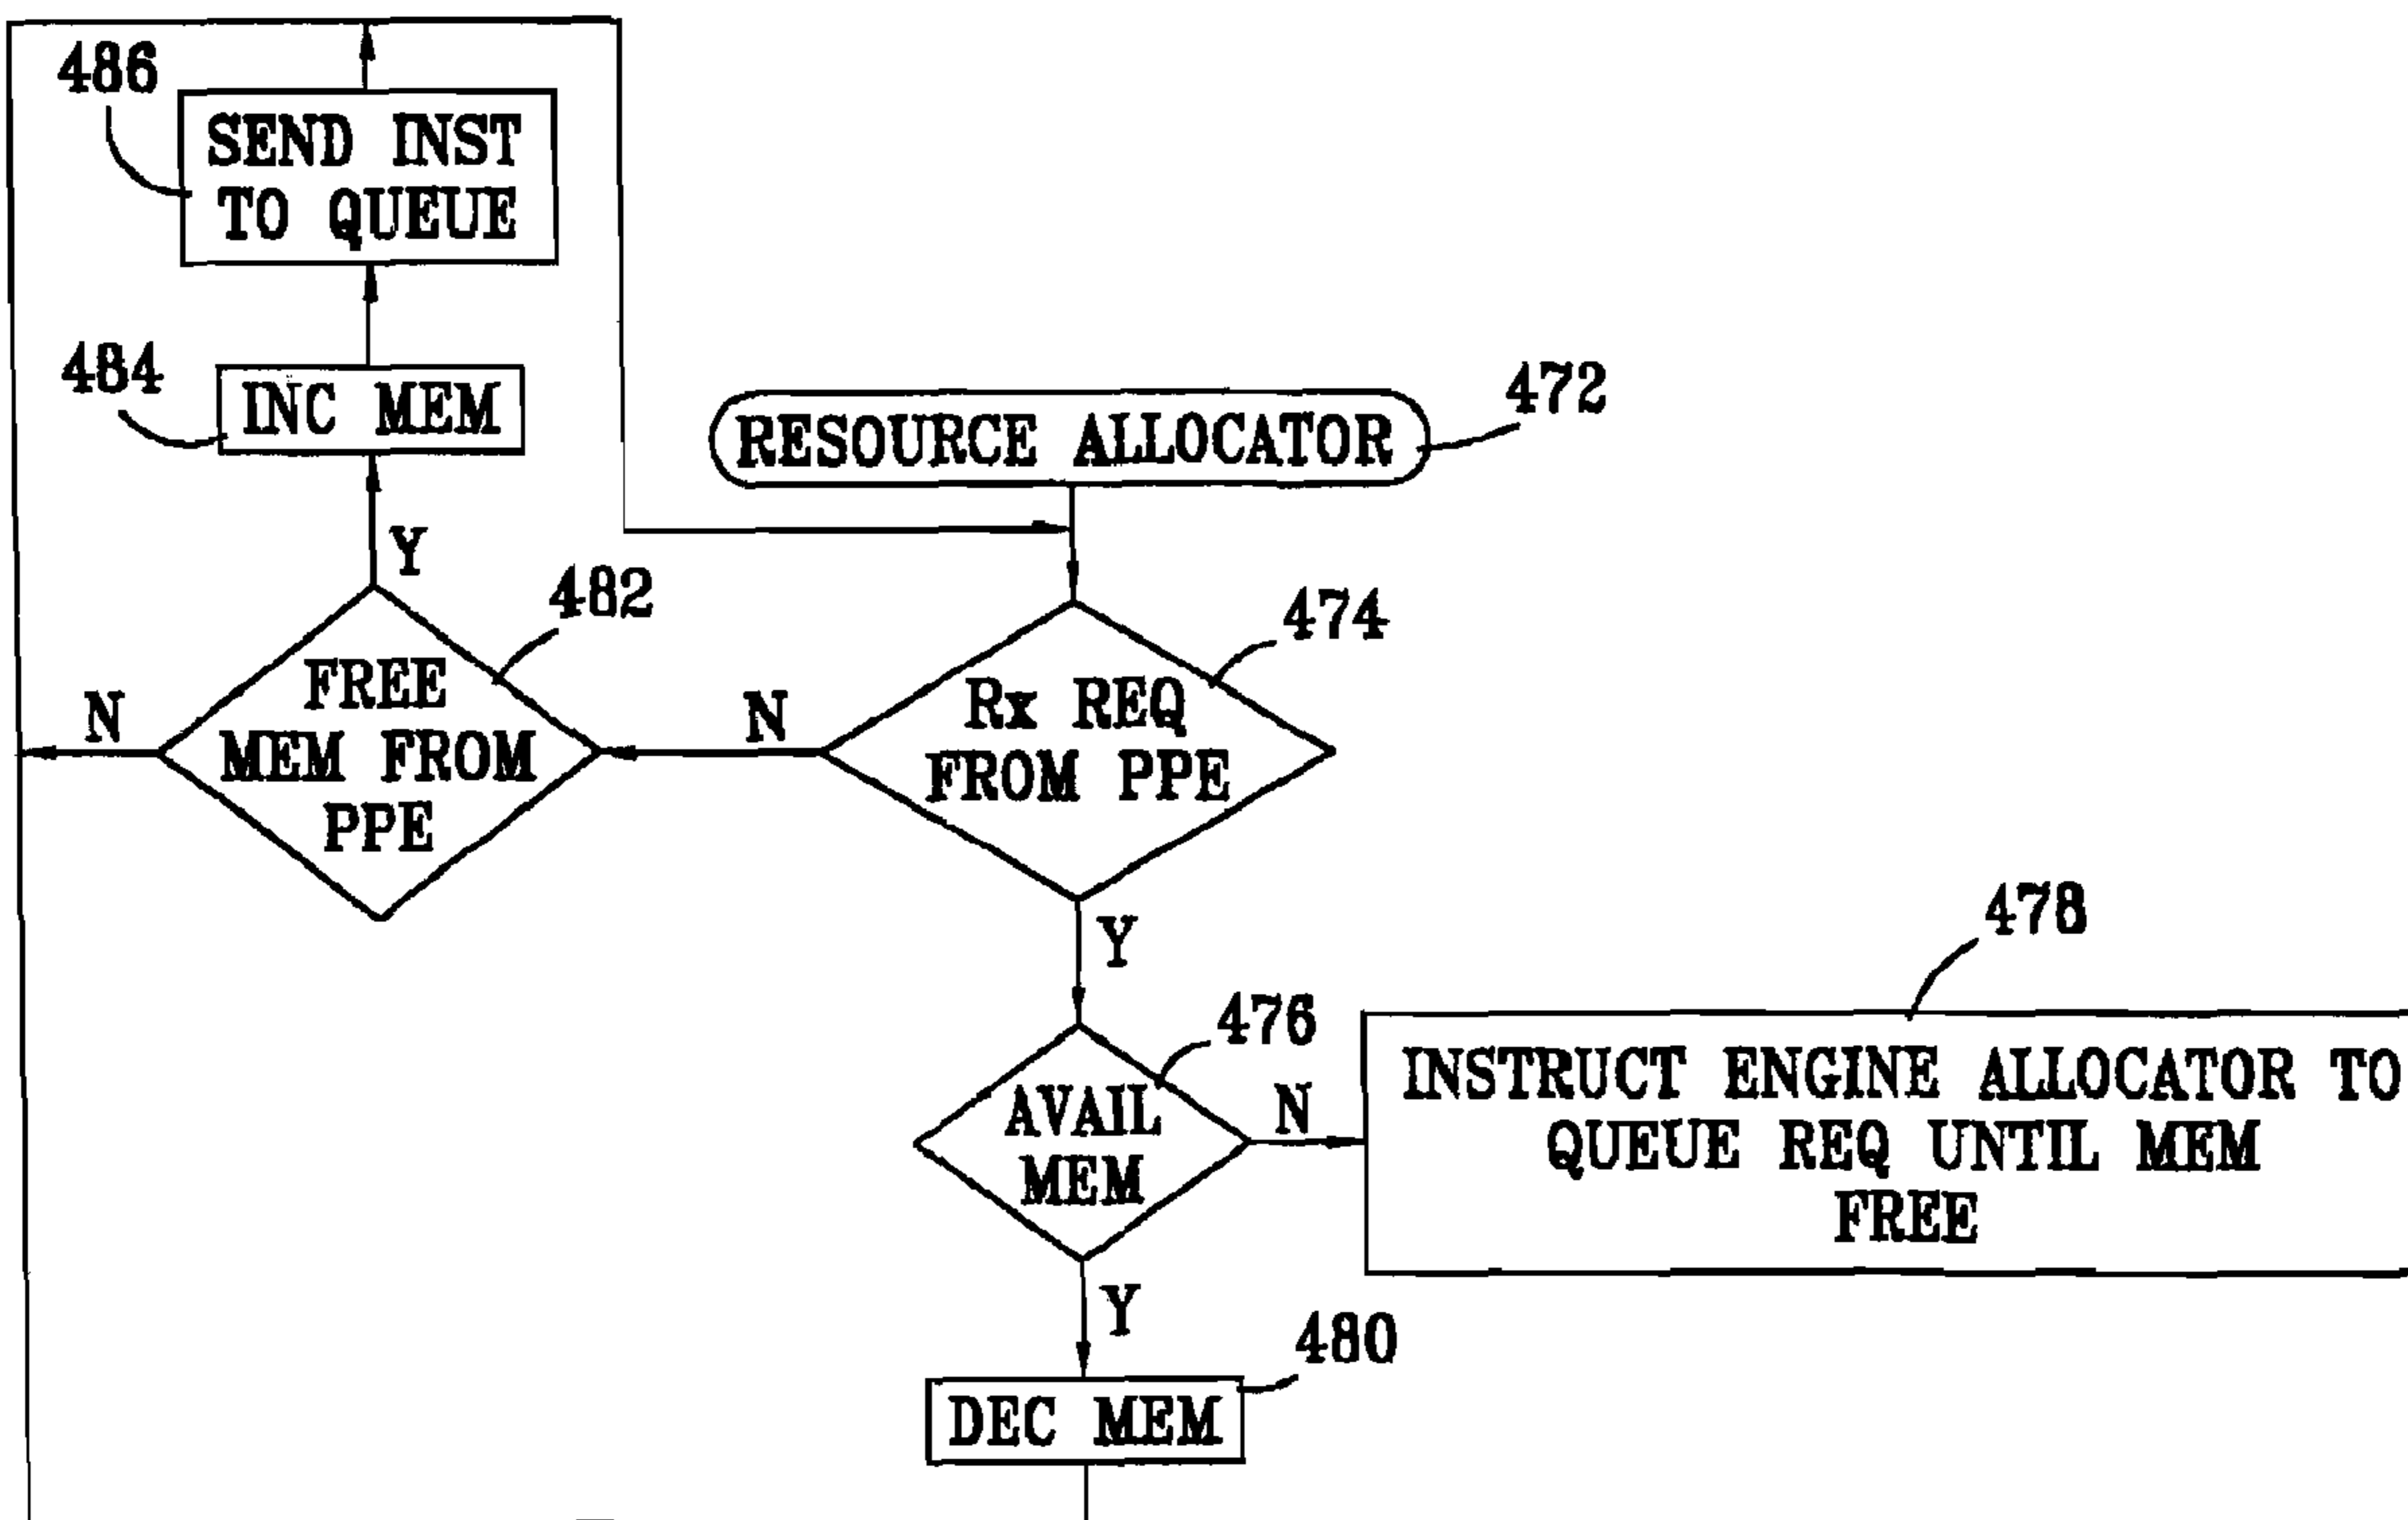 486
SEND INST
TO QUEUE
484
INC MEM
472
RESOURCE ALLOCATOR
Y
482
474
FREE
MEM FROM
PPE
N
N
Rx REQ
FROM PPE
Y
478
476
AVAIL
MEM
N
INSTRUCT ENGINE ALLOCATOR TO
QUEUE REQ UNTIL MEM
FREE
Y
480
DEC MEM